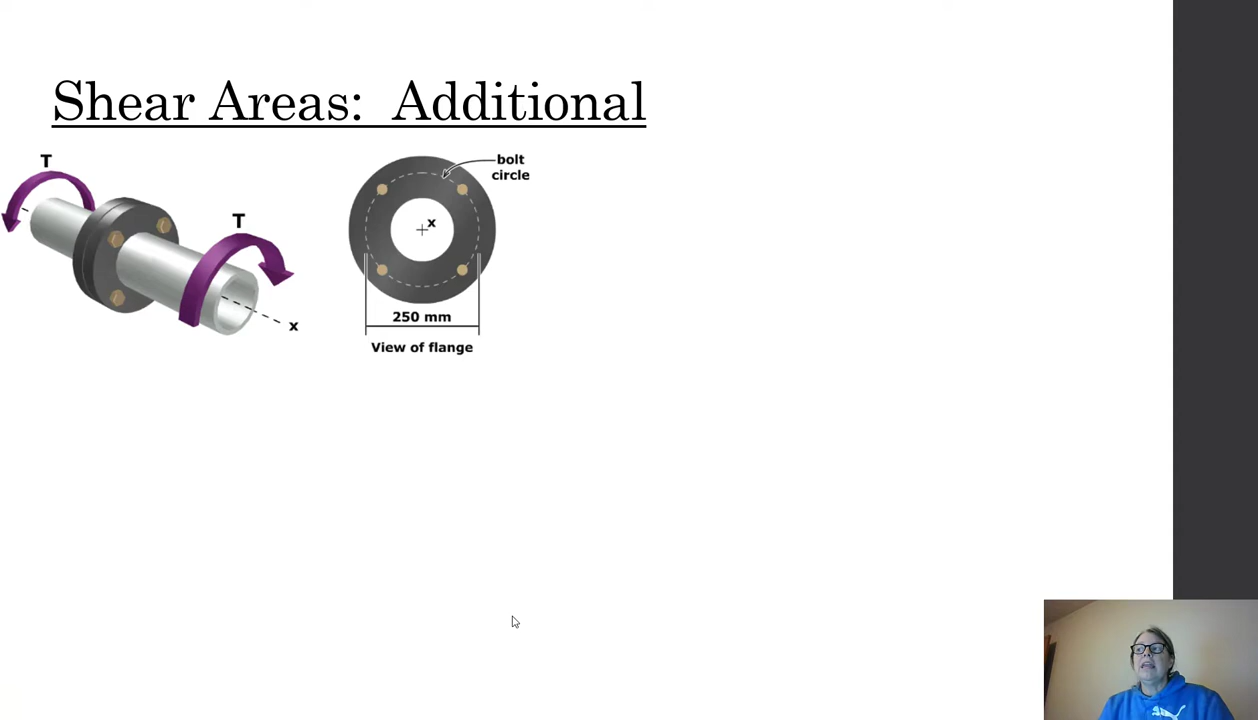 Shear Areas:  Additional
T
T
x
bolt
circle
x
250 mm
View of flange